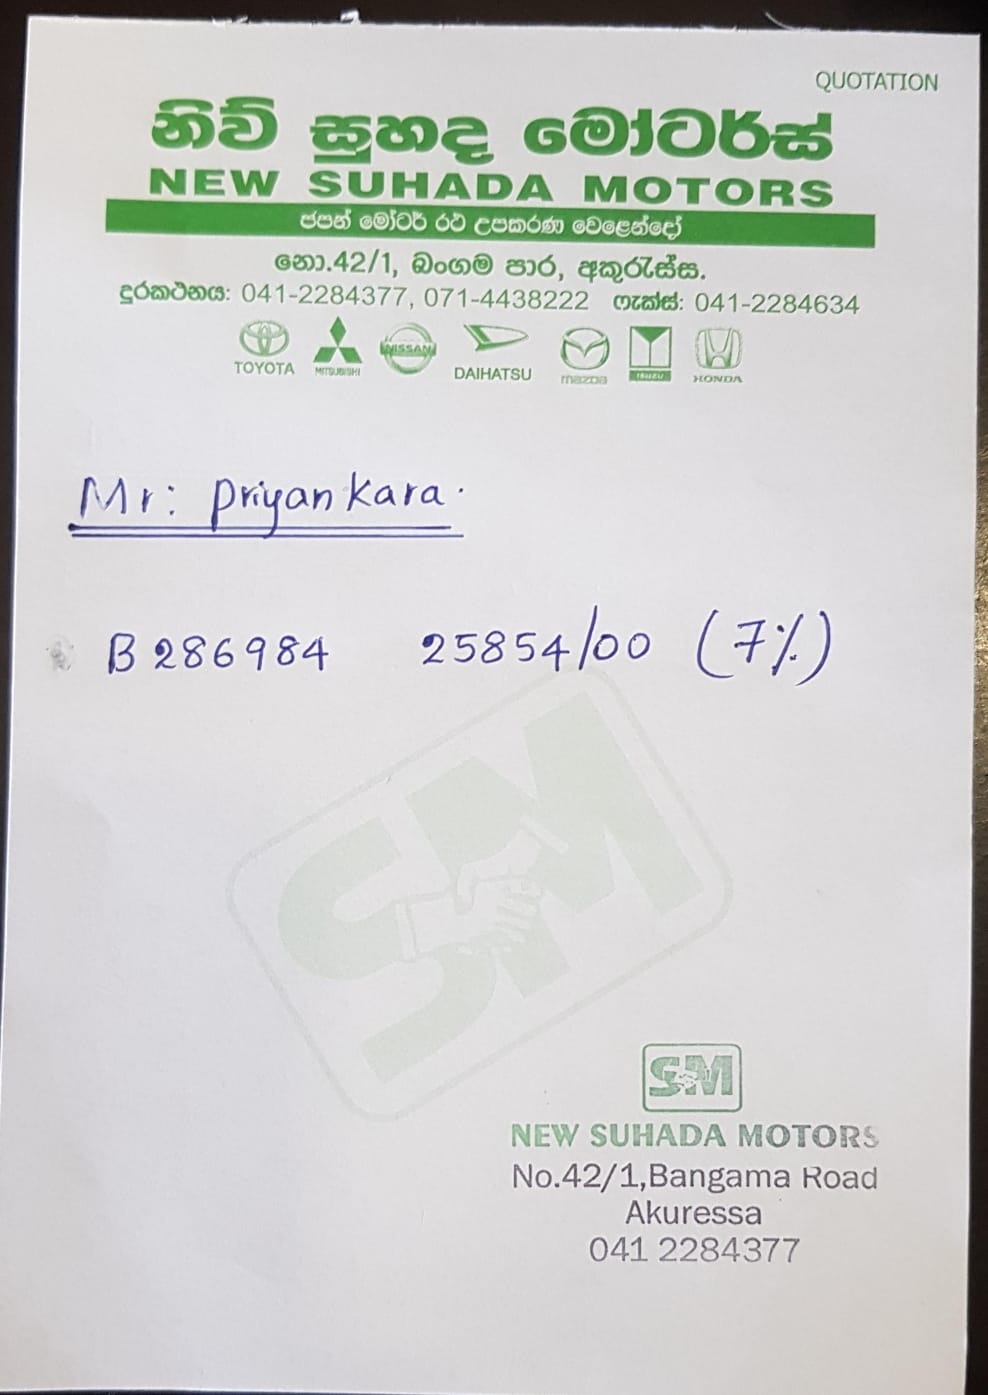 QUOTATION
නිව් සුහද මෝටර්ස්
NEW SUHADA MOTORS
ජපන් මෝටර් රථ උපකරණ වෙළෙන්දෝ
නො.42/1, බංගම පාර, අකුරැස්ස.
දුරකථනය: 041-2284377, 071-4438222 ෆැක්ස්: 041-2284634
TOYOTA MITSUBISHI NISSAN DAIHATSU mazda ISUZU HONDA
Mr: Priyankara.
B 286984 25854/00 (7%)
SM
SM
NEW SUHADA MOTORS
No.42/1,Bangama Road
Akuressa
041 2284377